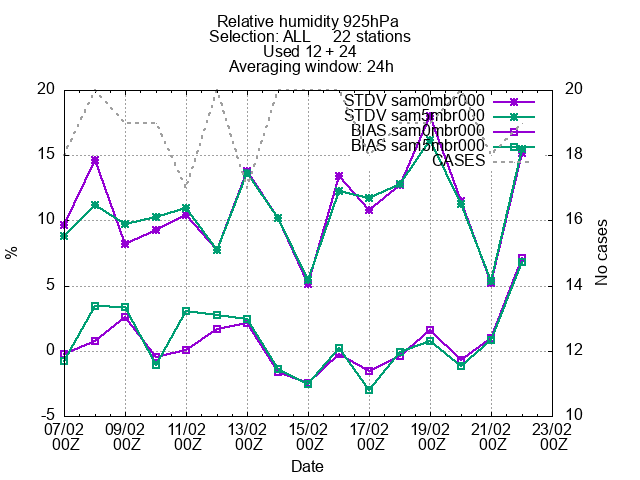 Relative humidity 925hPa
Selection: ALL 22 stations
Used 12 + 24
Averaging window: 24h
STDV sam0mbr000
STDV sam5mbr000
BIAS sam0mbr000
BIAS sam5mbr000
CASES
20
15
10
5
0
-5
%
20
18
16
14
12
10
No cases
07/02 09/02 11/02 13/02 15/02 17/02 19/02 21/02 23/02
00Z 00Z 00Z 00Z 00Z 00Z 00Z 00Z 00Z
Date